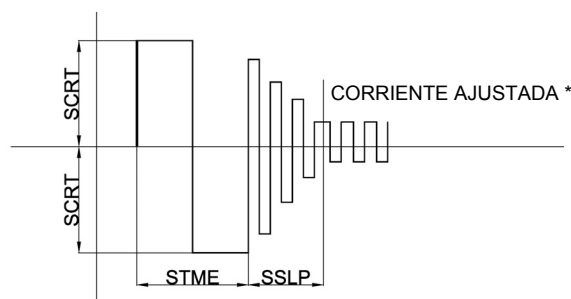 SCRT
CORRIENTE AJUSTADA *
SCRT
STME
SSLP